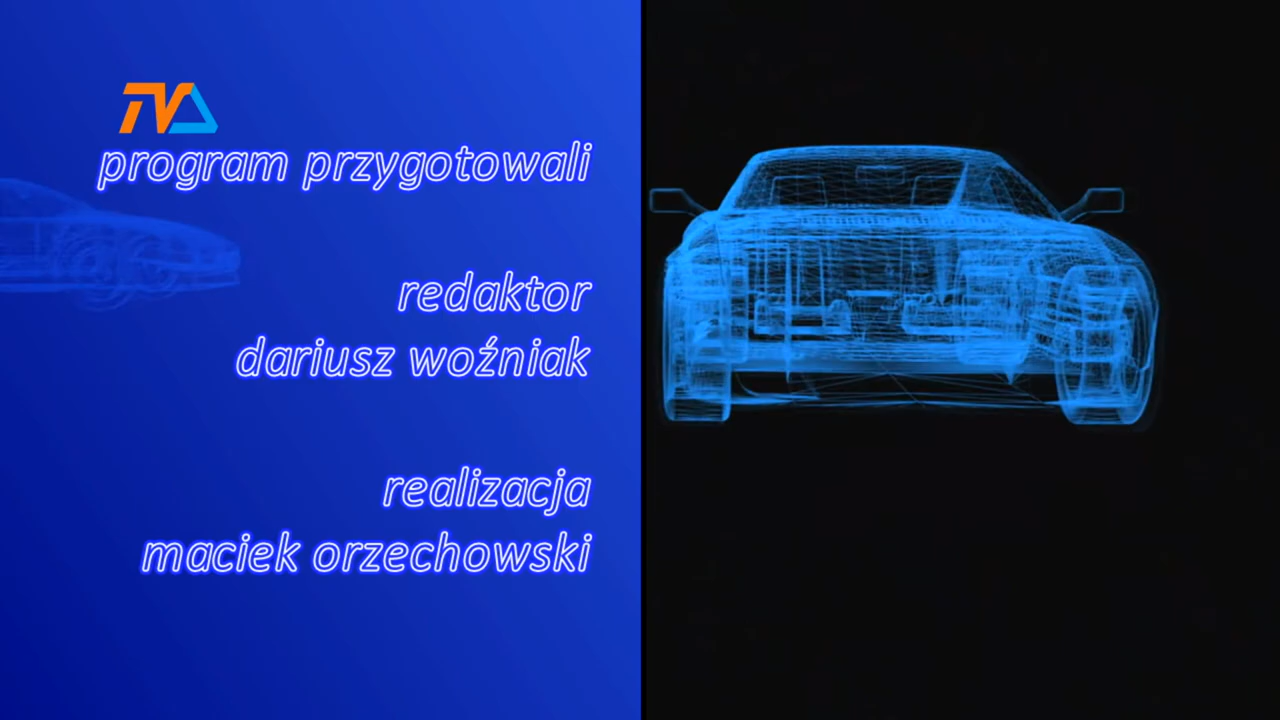 TVA
program przygotowali
redaktor
dariusz woźniak
realizacja
maciek orzechowski